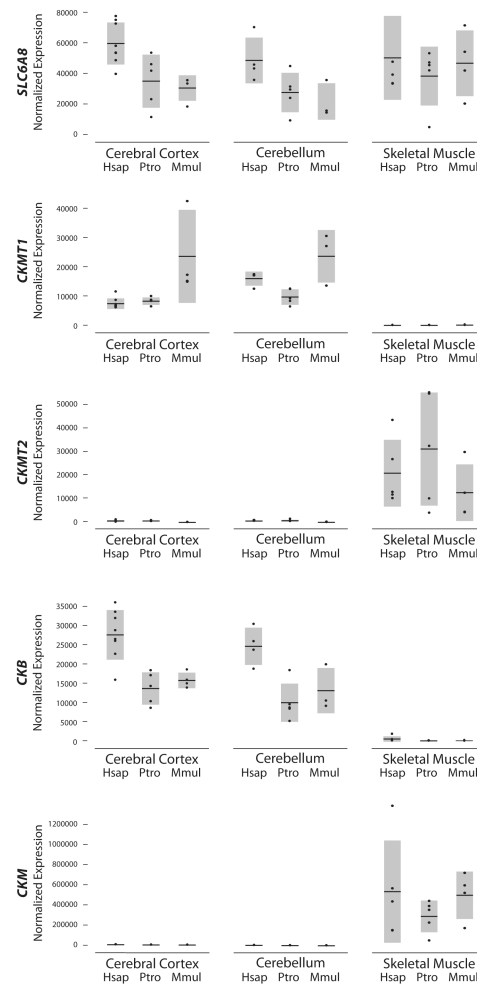 SLC6A8
Normalized Expression
80000
60000
40000
20000
0
Cerebral Cortex Cerebellum Skeletal Muscle
Hsap Ptro Mmul Hsap Ptro Mmul Hsap Ptro Mmul
CKMT1
Normalized Expression
40000
30000
20000
10000
0
Cerebral Cortex Cerebellum Skeletal Muscle
Hsap Ptro Mmul Hsap Ptro Mmul Hsap Ptro Mmul
CKMT2
Normalized Expression
50000
40000
30000
20000
10000
0
Cerebral Cortex Cerebellum Skeletal Muscle
Hsap Ptro Mmul Hsap Ptro Mmul Hsap Ptro Mmul
CKB
Normalized Expression
35000
30000
25000
20000
15000
10000
5000
0
Cerebral Cortex Cerebellum Skeletal Muscle
Hsap Ptro Mmul Hsap Ptro Mmul Hsap Ptro Mmul
CKM
Normalized Expression
1200000
1000000
800000
600000
400000
200000
0
Cerebral Cortex Cerebellum Skeletal Muscle
Hsap Ptro Mmul Hsap Ptro Mmul Hsap Ptro Mmul